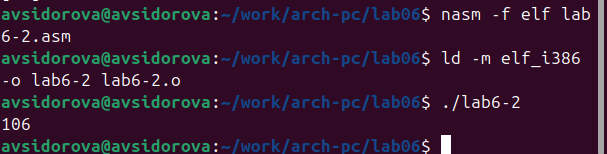 avsidorova@avsidorova:~/work/arch-pc/lab06$ nasm -f elf lab
6-2.asm
avsidorova@avsidorova:~/work/arch-pc/lab06$ ld -m elf_i386
-o lab6-2 lab6-2.o
avsidorova@avsidorova:~/work/arch-pc/lab06$ ./lab6-2
106
avsidorova@avsidorova:~/work/arch-pc/lab06$